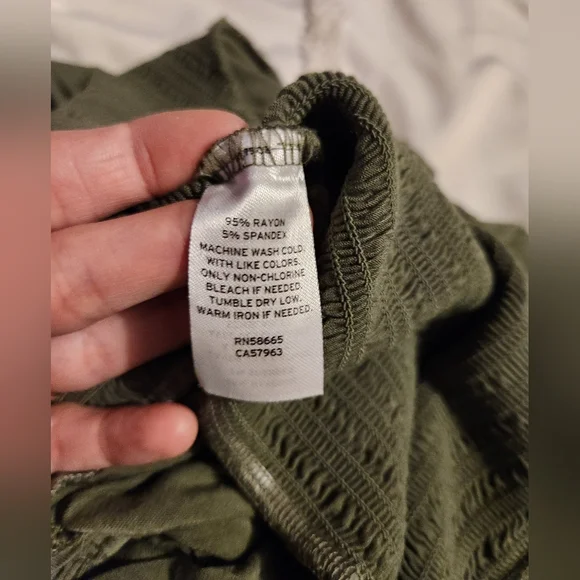 95% RAYON
5% SPANDEX
MACHINE WASH COLD.
WITH LIKE COLORS.
ONLY NON-CHLORINE
BLEACH IF NEEDED.
TUMBLE DRY LOW.
WARM IRON IF NEEDED.
RN58665
CA57963